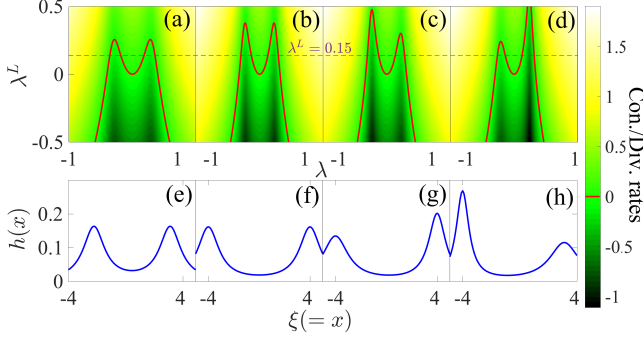 0.5 (a) (b) (c) (d)
λ^L = 0.15
λ^L 0
-0.5
-1 1 -1 1 -1 1 -1 1
λ
1.5
1
0.5
0
-0.5
-1
Con./Div. rates
(e) (f) (g) (h)
0.2
h(x) 0.1
0
-4 4 -4 4 -4 4 -4 4
ξ(= x)